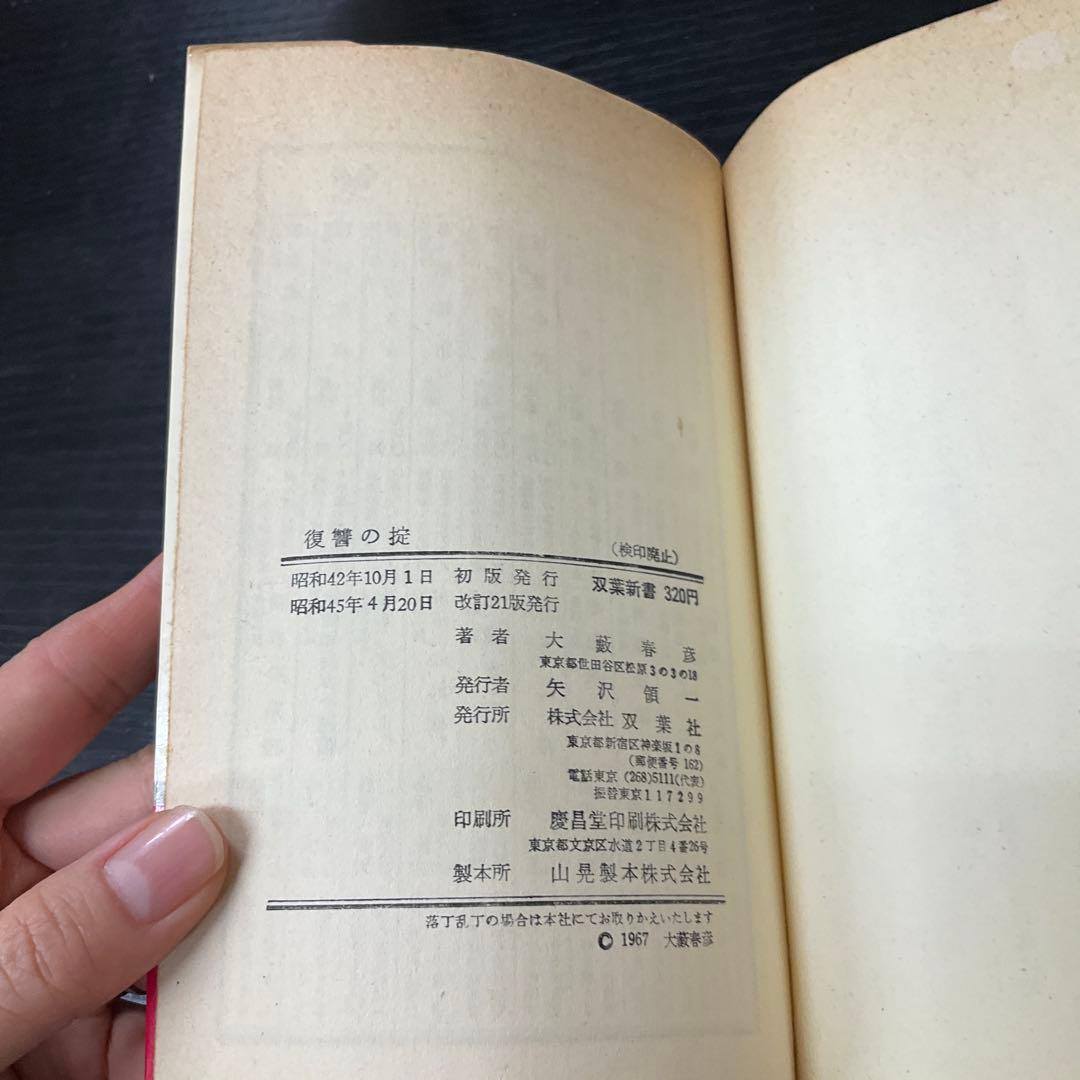 復讐の掟
(検印廃止)
昭和42年10月1日 初版発行 双葉新書 320円
昭和45年4月20日 改訂21版発行
著者 大藪春彦
東京都世田谷区松原3の3の18
発行者 矢沢領一
発行所 株式会社双葉社
東京都新宿区神楽坂1の8
(郵便番号 162)
電話東京 (268)5111(代表)
振替東京117299
印刷所 慶昌堂印刷株式会社
東京都文京区水道2丁目4番26号
製本所 山晃製本株式会社
落丁乱丁の場合は本社にてお取りかえいたします
© 1967 大藪春彦